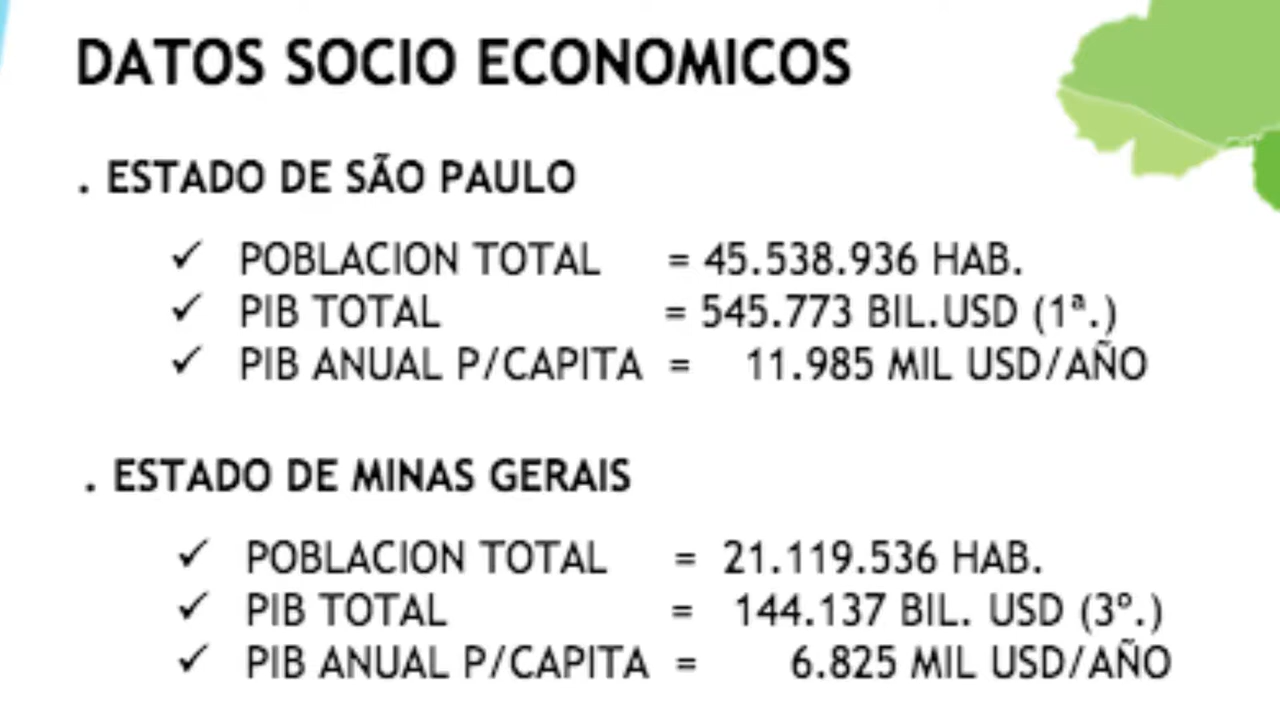 DATOS SOCIO ECONOMICOS
. ESTADO DE SÃO PAULO
✓ POBLACION TOTAL = 45.538.936 HAB.
✓ PIB TOTAL = 545.773 BIL.USD (1ª.)
✓ PIB ANUAL P/CAPITA = 11.985 MIL USD/AÑO
. ESTADO DE MINAS GERAIS
✓ POBLACION TOTAL = 21.119.536 HAB.
✓ PIB TOTAL = 144.137 BIL. USD (3º.)
✓ PIB ANUAL P/CAPITA = 6.825 MIL USD/AÑO